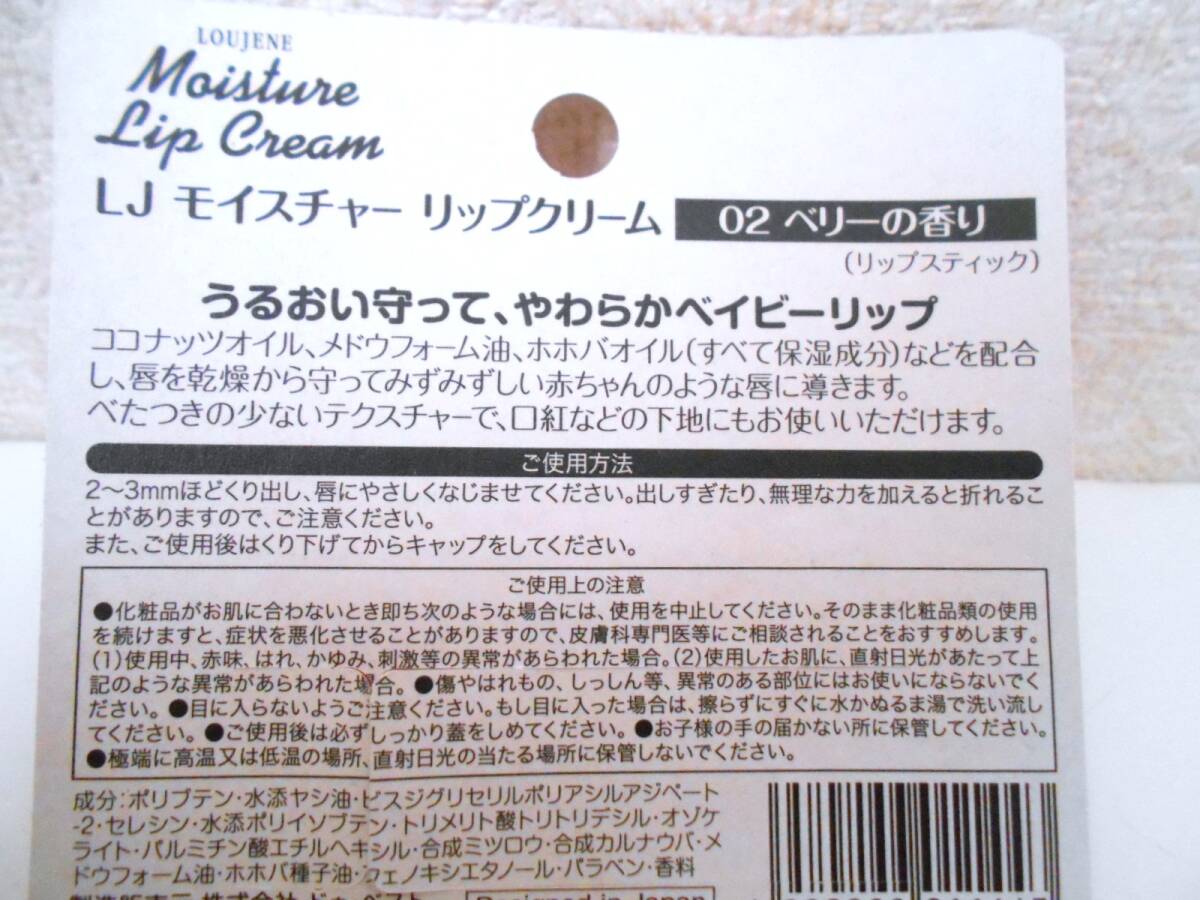 LOUJENE
Moisture
Lip Cream
LJ モイスチャー リップクリーム 02 ベリーの香り
(リップスティック)
うるおい守って、やわらかベイビーリップ
ココナッツオイル、メドウフォーム油、ホホバオイル(すべて保湿成分)などを配合
し、唇を乾燥から守ってみずみずしい赤ちゃんのような唇に導きます。
べたつきの少ないテクスチャーで、口紅などの下地にもお使いいただけます。
ご使用方法
2〜3mmほどくり出し、唇にやさしくなじませてください。出しすぎたり、無理な力を加えると折れるこ
とがありますので、ご注意ください。
また、ご使用後はくり下げてからキャップをしてください。
ご使用上の注意
●化粧品がお肌に合わないとき即ち次のような場合には、使用を中止してください。そのまま化粧品類の使用
を続けますと、症状を悪化させることがありますので、皮膚科専門医等にご相談されることをおすすめします。
(1)使用中、赤味、はれ、かゆみ、刺激等の異常があらわれた場合。(2)使用したお肌に、直射日光があたって上
記のような異常があらわれた場合。●傷やはれもの、しっしん等、異常のある部位にはお使いにならないでく
ださい。●目に入らないようご注意ください。もし目に入った場合は、擦らずにすぐに水かぬるま湯で洗い流し
てください。●ご使用後は必ずしっかり蓋をしめてください。●お子様の手の届かない所に保管してください。
●極端に高温又は低温の場所、直射日光の当たる場所に保管しないでください。
成分:ポリブテン・水添ヤシ油・ビスジグリセリルポリアシルアジペート
-2・セレシン・水添ポリイソブテン・トリメリト酸トリトリデシル・オゾケ
ライト・パルミチン酸エチルヘキシル・合成ミツロウ・合成カルナウバ・メ
ドウフォーム油・ホホバ種子油・フェノキシエタノール・パラベン・香料
製造販売元 株式会社 ドゥ・ベスト
Designed in Japan